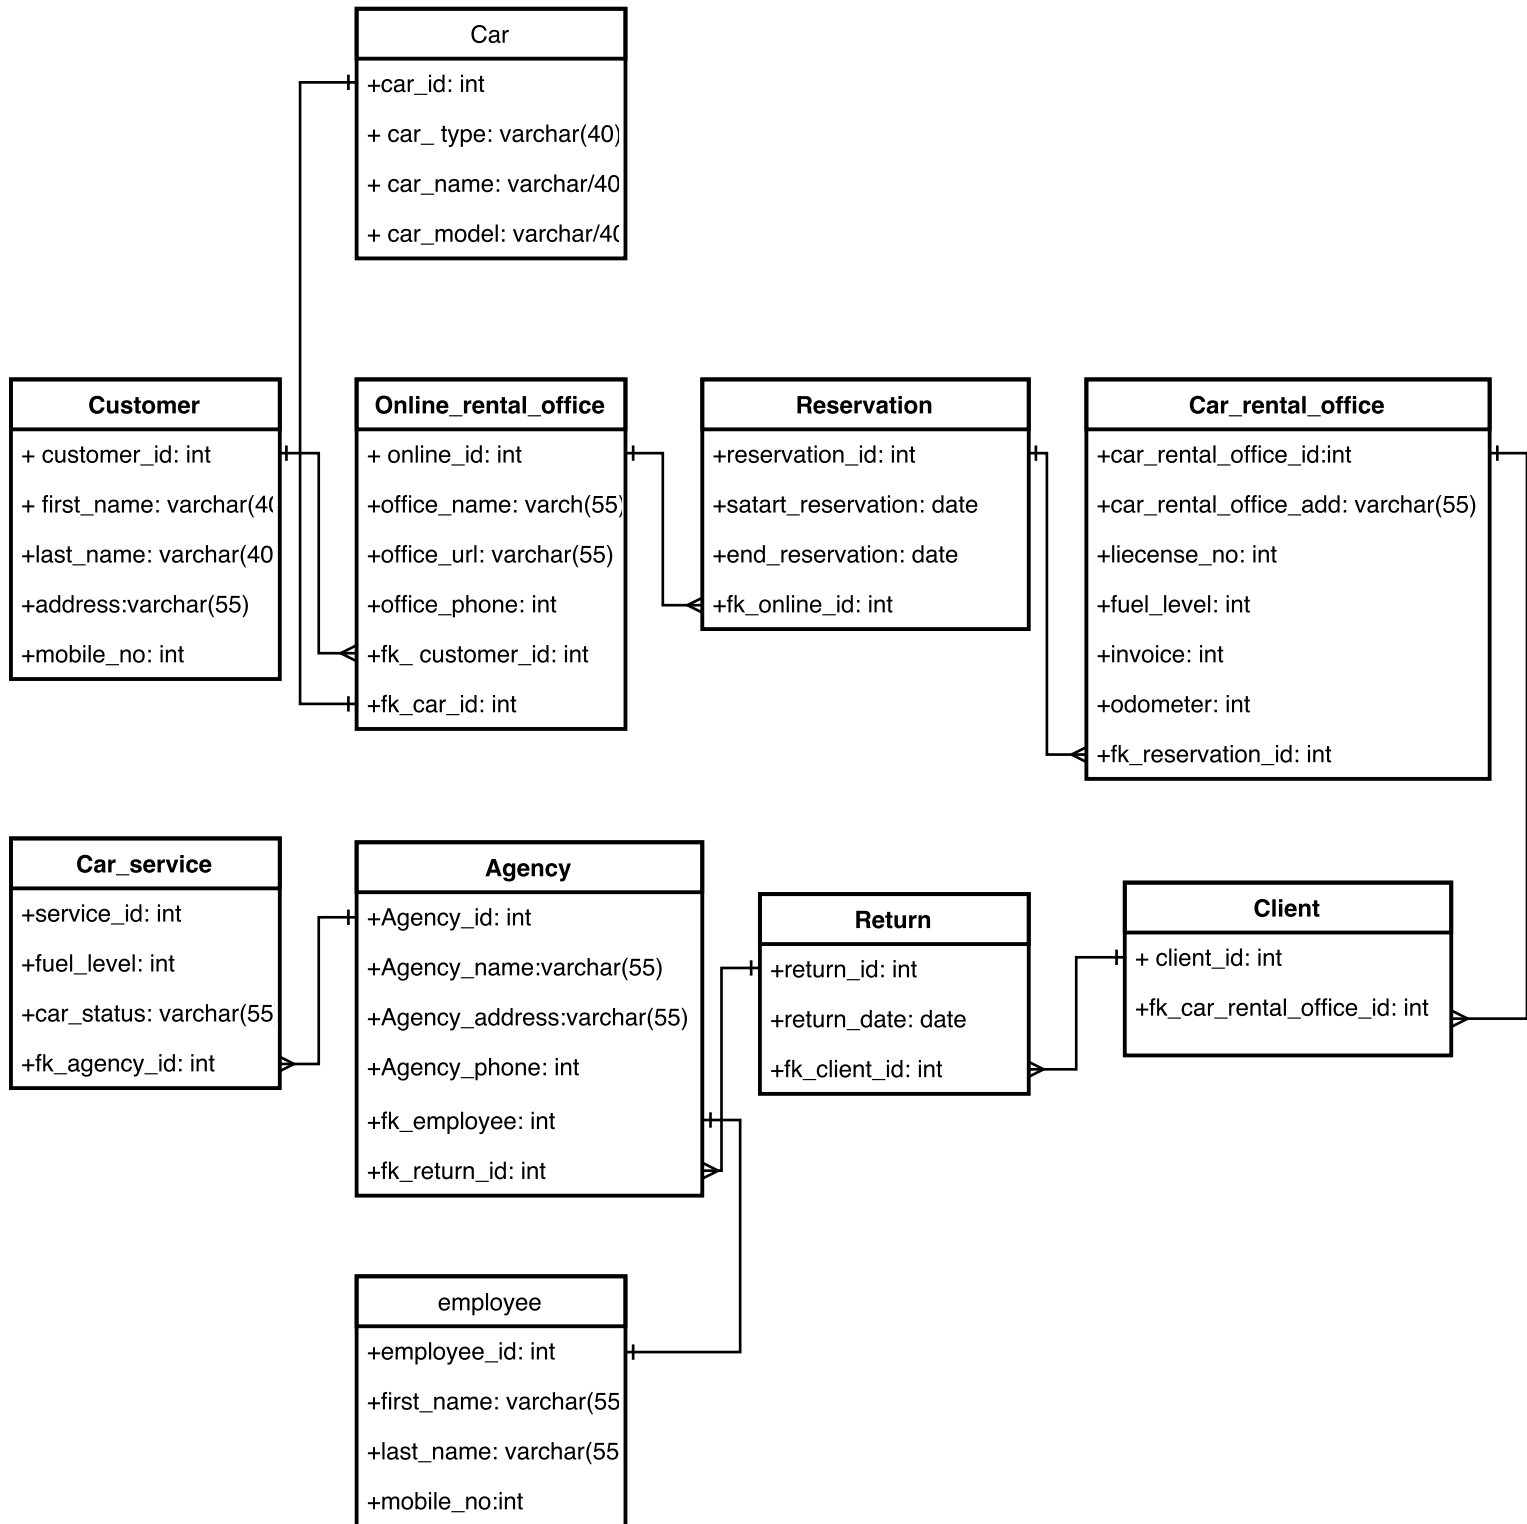 Car
+car_id: int
+ car_ type: varchar(40)
+ car_name: varchar/40
+ car_model: varchar/40
Customer
+ customer_id: int
+ first_name: varchar(40
+last_name: varchar(40
+address:varchar(55)
+mobile_no: int
Online_rental_office
+ online_id: int
+office_name: varch(55)
+office_url: varchar(55)
+office_phone: int
+fk_ customer_id: int
+fk_car_id: int
Reservation
+reservation_id: int
+satart_reservation: date
+end_reservation: date
+fk_online_id: int
Car_rental_office
+car_rental_office_id:int
+car_rental_office_add: varchar(55)
+liecense_no: int
+fuel_level: int
+invoice: int
+odometer: int
+fk_reservation_id: int
Car_service
+service_id: int
+fuel_level: int
+car_status: varchar(55
+fk_agency_id: int
Agency
+Agency_id: int
+Agency_name:varchar(55)
+Agency_address:varchar(55)
+Agency_phone: int
+fk_employee: int
+fk_return_id: int
Return
+return_id: int
+return_date: date
+fk_client_id: int
Client
+ client_id: int
+fk_car_rental_office_id: int
employee
+employee_id: int
+first_name: varchar(55
+last_name: varchar(55
+mobile_no:int